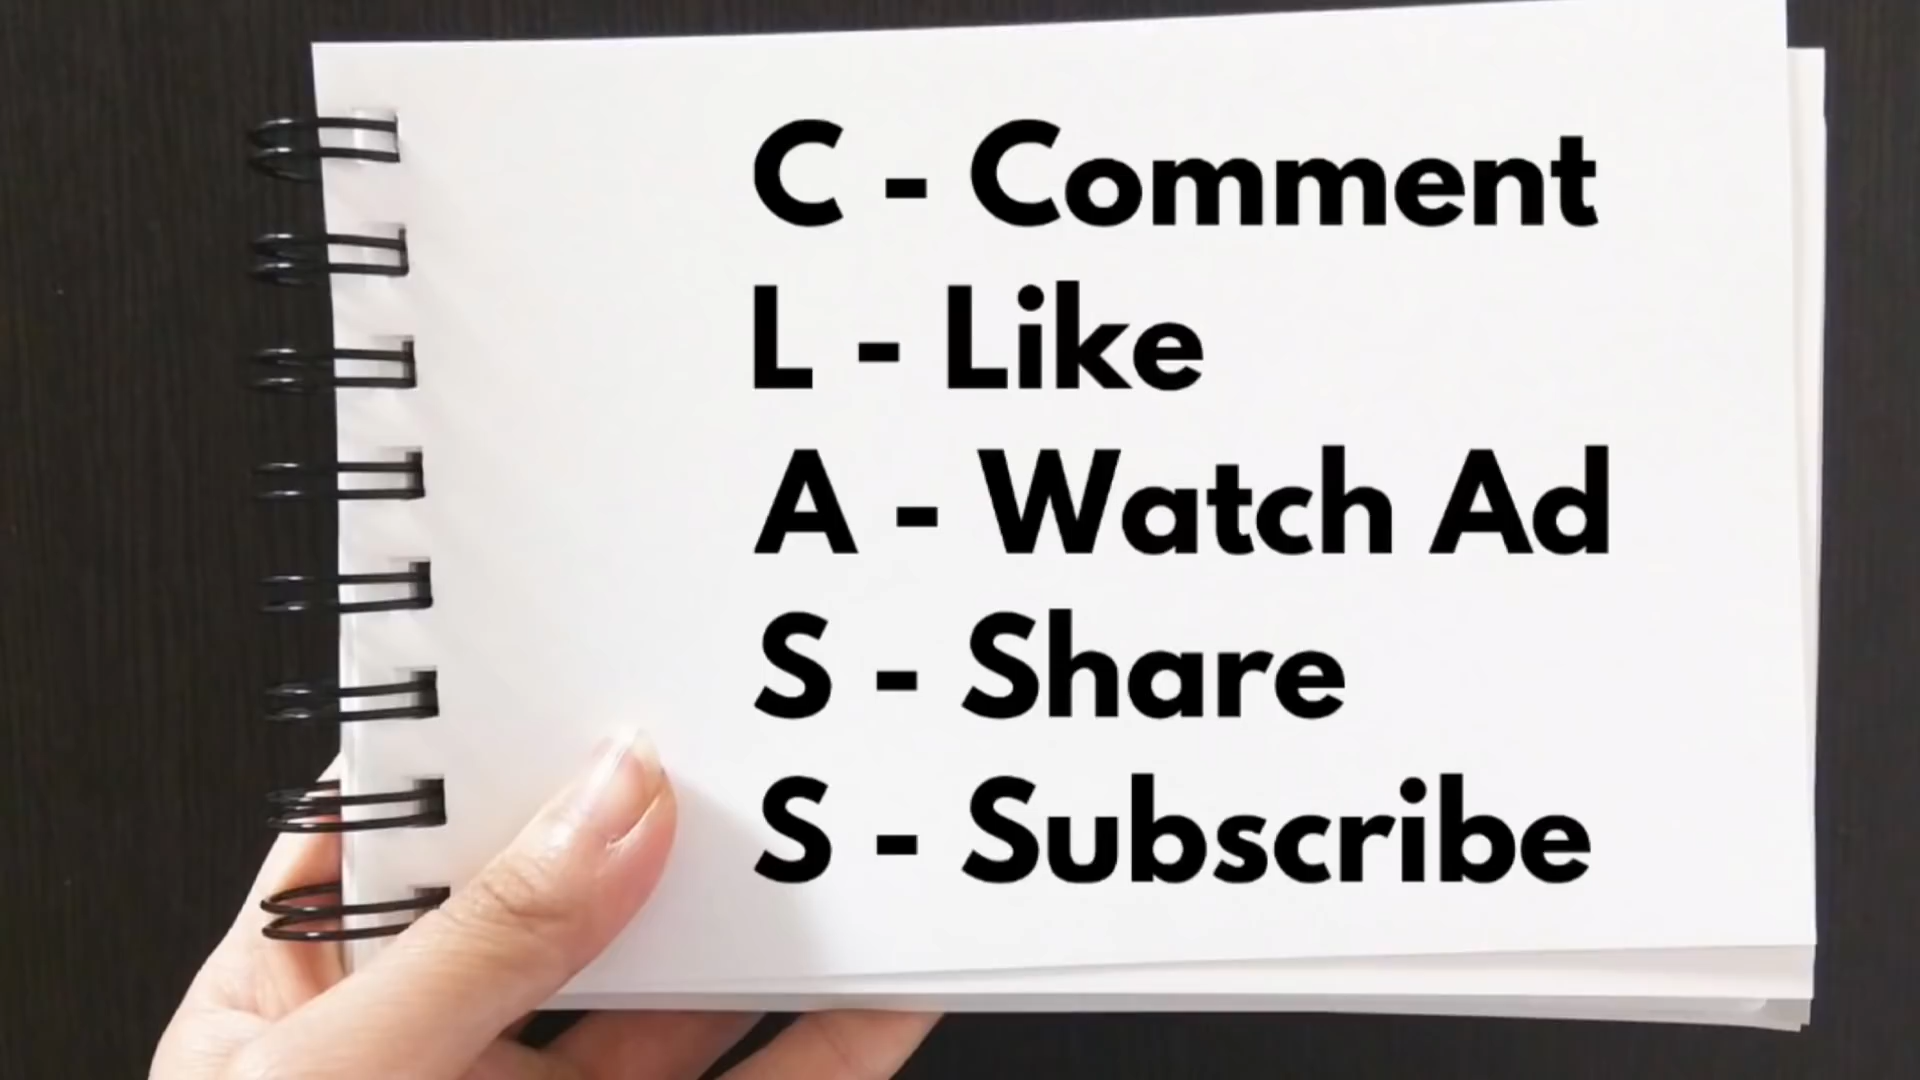 C - Comment
L - Like
A - Watch Ad
S - Share
S - Subscribe